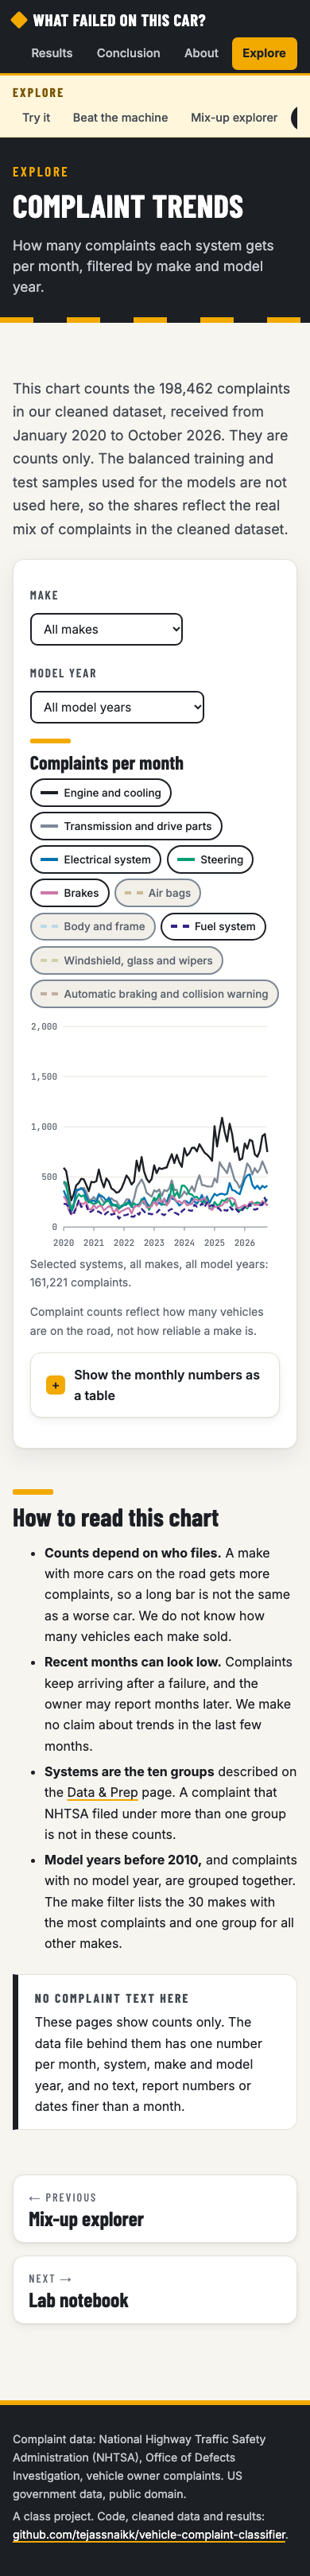 WHAT FAILED ON THIS CAR?
Results Conclusion About Explore
EXPLORE
Try it Beat the machine Mix-up explorer
EXPLORE
COMPLAINT TRENDS
How many complaints each system gets
per month, filtered by make and model
year.
This chart counts the 198,462 complaints
in our cleaned dataset, received from
January 2020 to October 2026. They are
counts only. The balanced training and
test samples used for the models are not
used here, so the shares reflect the real
mix of complaints in the cleaned dataset.
MAKE
All makes
MODEL YEAR
All model years
Complaints per month
Engine and cooling
Transmission and drive parts
Electrical system Steering
Brakes Air bags
Body and frame Fuel system
Windshield, glass and wipers
Automatic braking and collision warning
2,000
1,500
1,000
500
0
2020 2021 2022 2023 2024 2025 2026
Selected systems, all makes, all model years:
161,221 complaints.
Complaint counts reflect how many vehicles
are on the road, not how reliable a make is.
+ Show the monthly numbers as
a table
How to read this chart
• Counts depend on who files. A make
with more cars on the road gets more
complaints, so a long bar is not the same
as a worse car. We do not know how
many vehicles each make sold.
• Recent months can look low. Complaints
keep arriving after a failure, and the
owner may report months later. We make
no claim about trends in the last few
months.
• Systems are the ten groups described on
the Data & Prep page. A complaint that
NHTSA filed under more than one group
is not in these counts.
• Model years before 2010, and complaints
with no model year, are grouped together.
The make filter lists the 30 makes with
the most complaints and one group for all
other makes.
NO COMPLAINT TEXT HERE
These pages show counts only. The
data file behind them has one number
per month, system, make and model
year, and no text, report numbers or
dates finer than a month.
← PREVIOUS
Mix-up explorer
NEXT →
Lab notebook
Complaint data: National Highway Traffic Safety
Administration (NHTSA), Office of Defects
Investigation, vehicle owner complaints. US
government data, public domain.
A class project. Code, cleaned data and results:
github.com/tejassnaikk/vehicle-complaint-classifier.